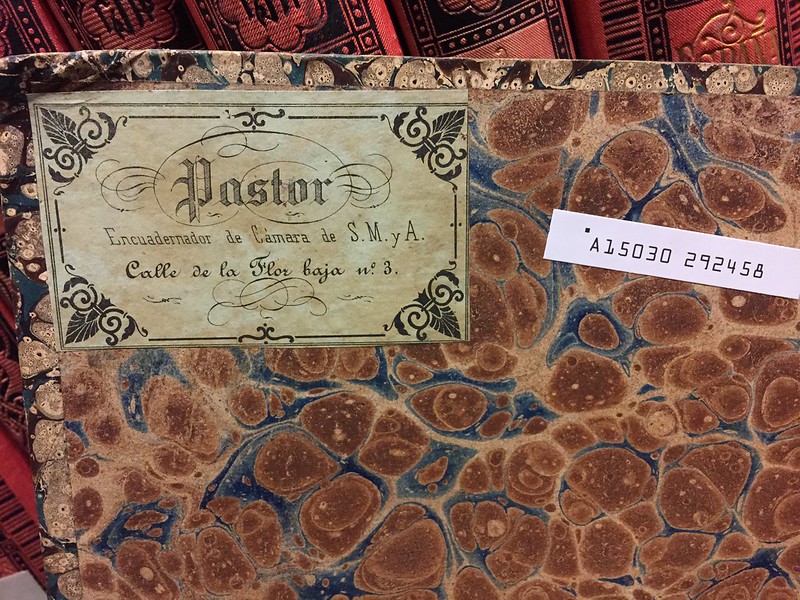 Pastor
Encuadernador de Cámara de S. M. y A.
Calle de la Flor baja nº 3.
A15030 292458